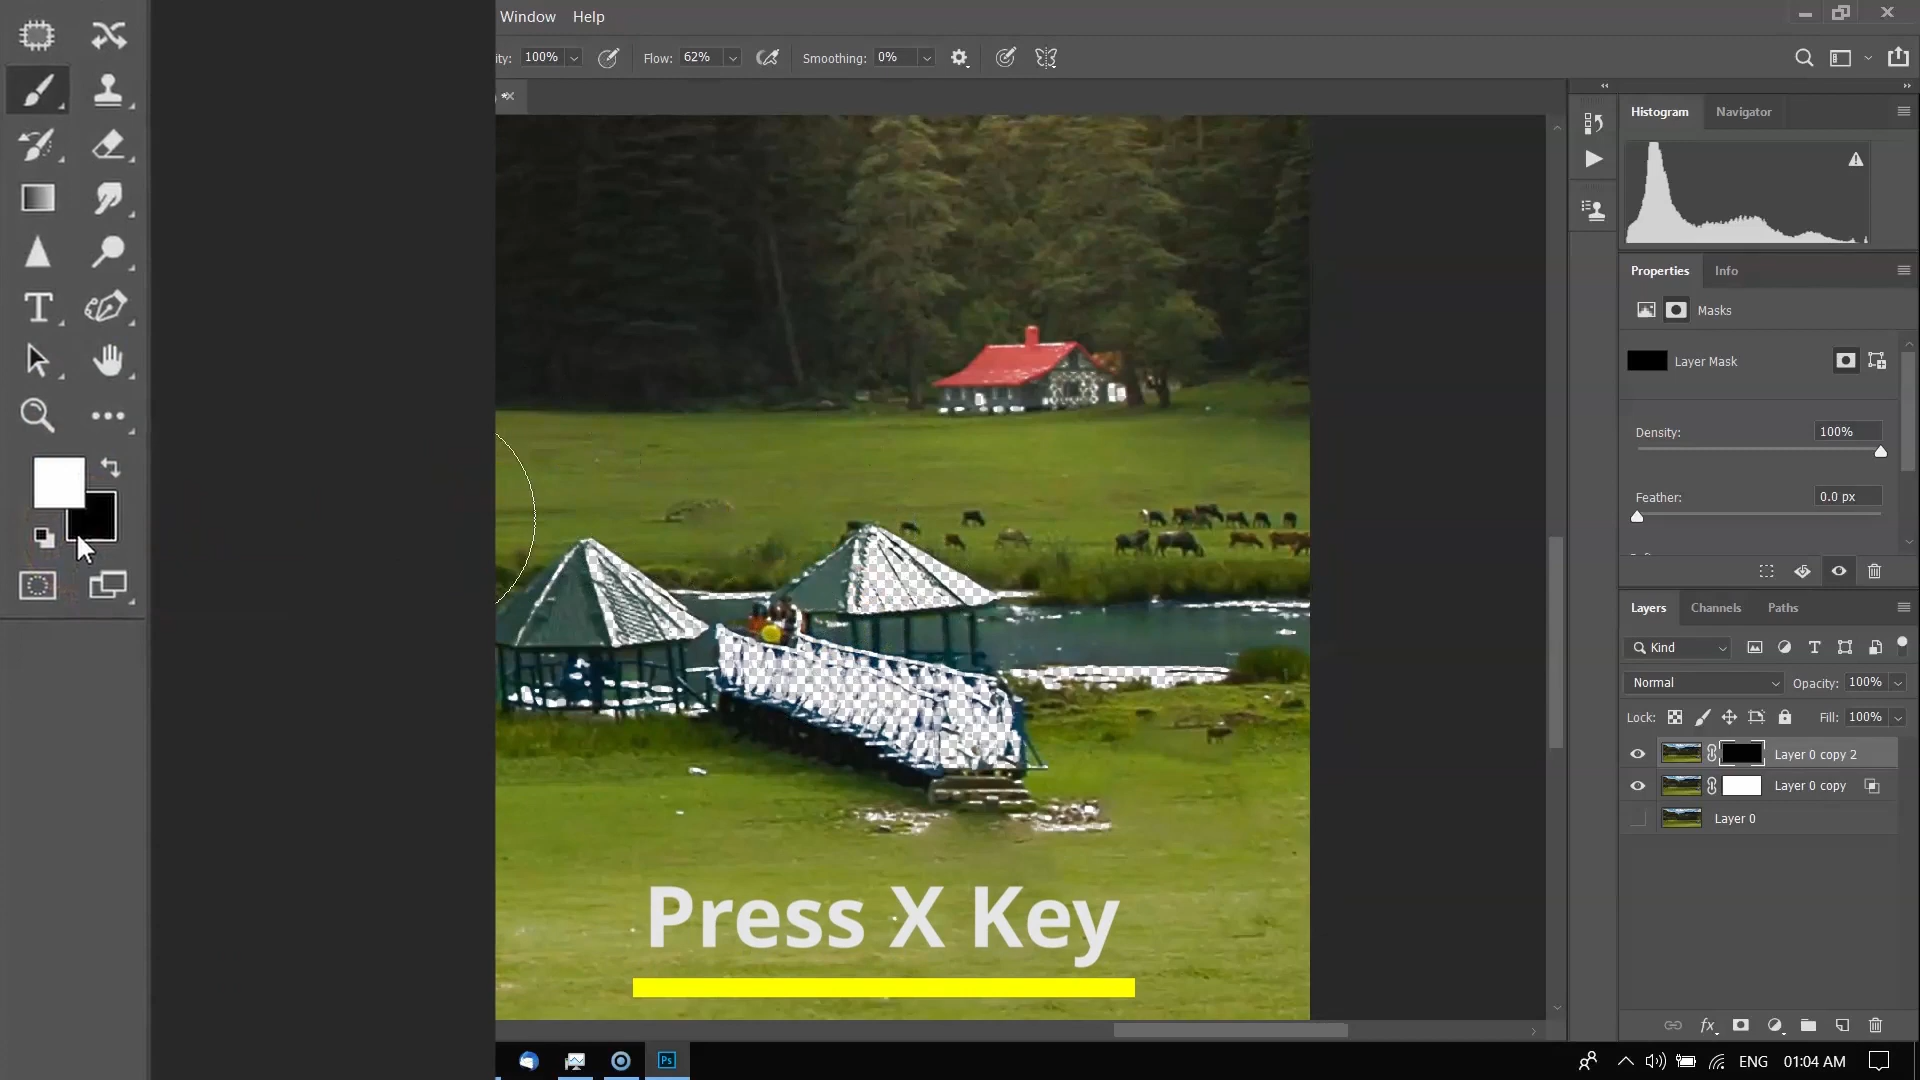 Window Help
ity: 100% Flow: 62% Smoothing: 0%
Histogram Navigator
Properties Info
Masks
Layer Mask
Density: 100%
Feather: 0.0 px
Layers Channels Paths
Kind
Normal Opacity: 100%
Lock: Fill: 100%
Layer 0 copy 2
Layer 0 copy
Layer 0
Press X Key
fx
Ps ENG 01:04 AM